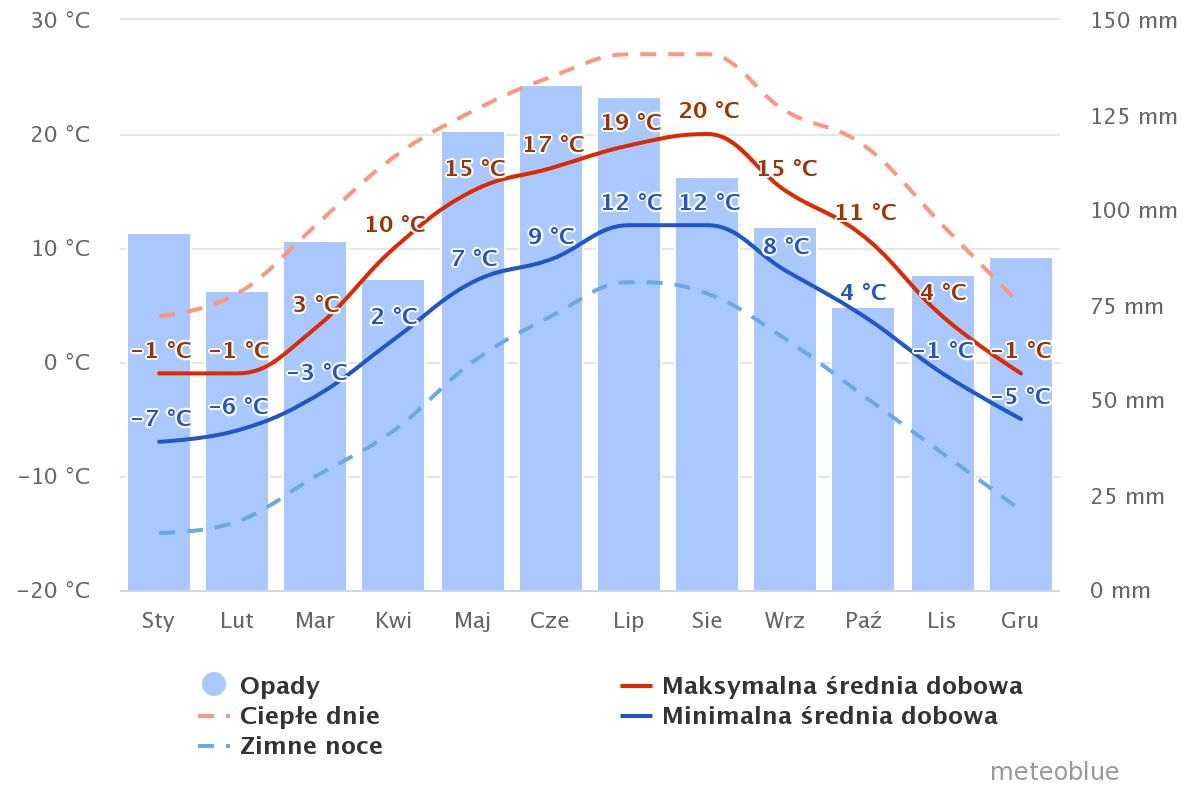 30 °C
150 mm
20 °C
125 mm
10 °C
100 mm
0 °C
75 mm
−10 °C
50 mm
−20 °C
25 mm
0 mm
−1 °C −1 °C 3 °C 10 °C 15 °C 17 °C 19 °C 20 °C 15 °C 11 °C 4 °C −1 °C
−7 °C −6 °C −3 °C 2 °C 7 °C 9 °C 12 °C 12 °C 8 °C 4 °C −1 °C −5 °C
Sty Lut Mar Kwi Maj Cze Lip Sie Wrz Paź Lis Gru
Opady
Maksymalna średnia dobowa
Ciepłe dnie
Minimalna średnia dobowa
Zimne noce
meteoblue